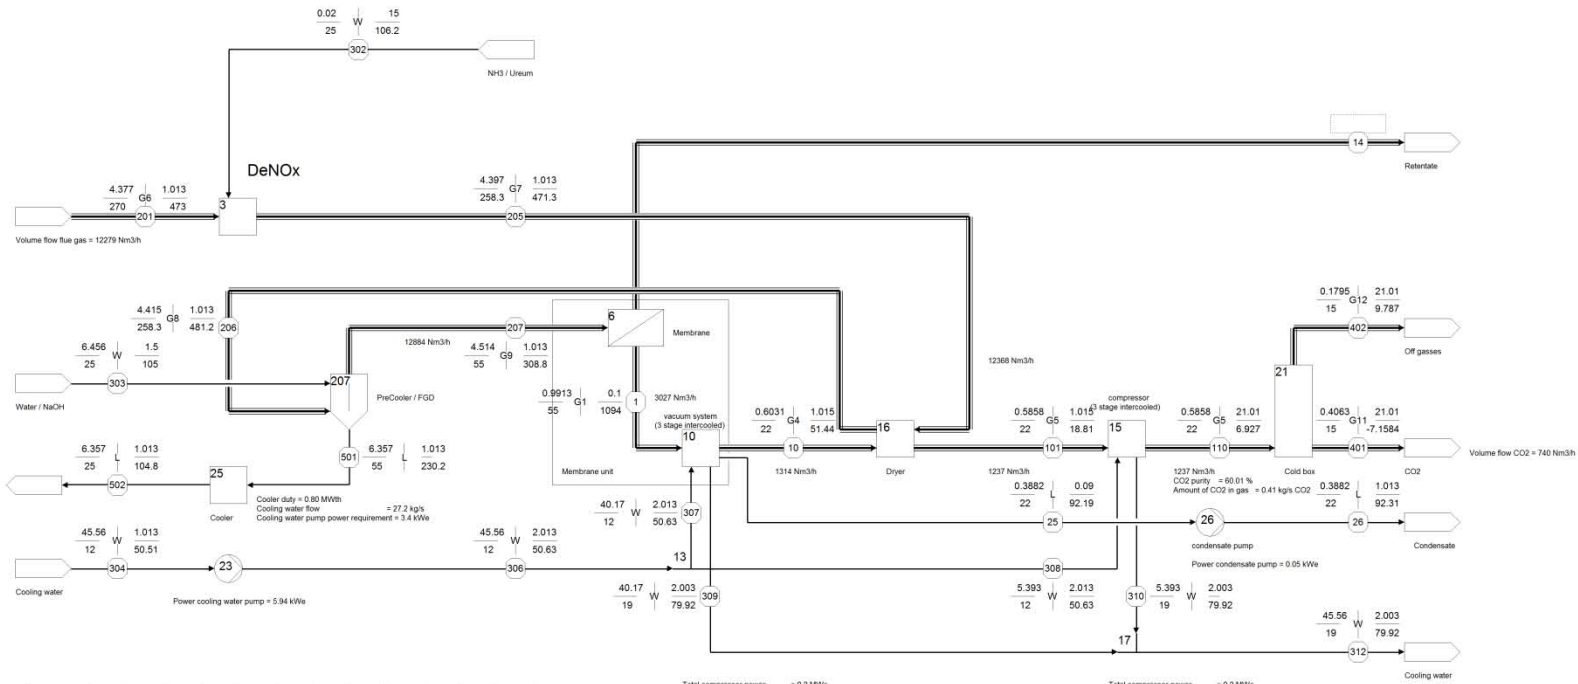 0.02 W 15
25 106.2
302
NH3 / Ureum
14
Retentate
DeNOx
4.377 G6 1.013
270 473
201
3
4.397 G7 1.013
258.3 471.3
205
Volume flow flue gas = 12279 Nm3/h
4.415 G8 1.013
258.3 481.2
206
207
12884 Nm3/h
4.514 G9 1.013
55 308.8
6
Membrane
12368 Nm3/h
0.1795 G12 21.01
15 9.787
402
Off gasses
6.456 W 1.5
25 105
303
Water / NaOH
207
PreCooler / FGD
0.9913 G1 0.1
55 1094
1
3027 Nm3/h
vacuum system
(3 stage intercooled)
10
0.6031 G4 1.015
22 51.44
10
1314 Nm3/h
16
Dryer
0.5858 G5 1.015
22 18.81
101
1237 Nm3/h
compressor
(3 stage intercooled)
15
0.5858 G5 21.01
22 6.927
110
1237 Nm3/h
CO2 purity = 60.01 %
Amount of CO2 in gas = 0.41 kg/s CO2
21
Cold box
0.4063 G11 21.01
15 -7.1584
401
CO2
Volume flow CO2 = 740 Nm3/h
6.357 L 1.013
25 104.8
502
25
Cooler
501
6.357 L 1.013
55 230.2
Cooler duty = 0.80 MWth
Cooling water flow = 27.2 kg/s
Cooling water pump power requirement = 3.4 kWe
Membrane unit
40.17 W 2.013
12 50.63
307
0.3882 L 0.09
22 92.19
25
26
condensate pump
Power condensate pump = 0.05 kWe
0.3882 L 1.013
22 92.31
26
Condensate
45.56 W 1.013
12 50.51
304
Cooling water
23
Power cooling water pump = 5.94 kWe
45.56 W 2.013
12 50.63
306
13
308
5.393 W 2.013
12 50.63
40.17 W 2.003
19 79.92
309
310
5.393 W 2.003
19 79.92
17
45.56 W 2.003
19 79.92
312
Cooling water